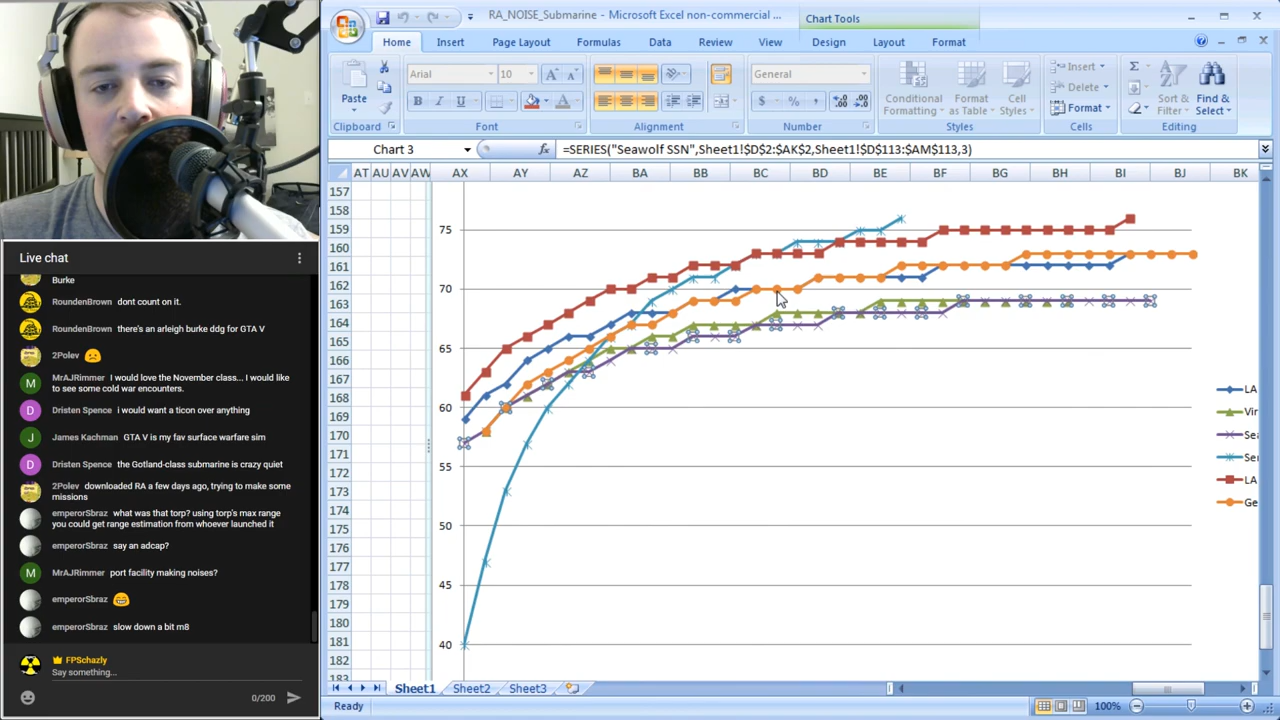 RA_NOISE_Submarine - Microsoft Excel non-commercial ...
Chart Tools
Home Insert Page Layout Formulas Data Review View Design Layout Format
Paste
Arial 10
B I U
A A
General
$ % ,
Conditional Formatting
Format as Table
Cell Styles
Insert
Delete
Format
Sort & Filter
Find & Select
Clipboard Font Alignment Number Styles Cells Editing
Chart 3 fx =SERIES("Seawolf SSN",Sheet1!$D$2:$AK$2,Sheet1!$D$113:$AM$113,3)
AT AU AV AW AX AY AZ BA BB BC BD BE BF BG BH BI BJ BK
157
158
159
160
161
162
163
164
165
166
167
168
169
170
171
172
173
174
175
176
177
178
179
180
181
182
183
75
70
65
60
55
50
45
40
LA
Vir
Sea
Ser
LA
Ge
Sheet1 Sheet2 Sheet3
Ready
100%
Live chat
Burke
RoundenBrown dont count on it.
RoundenBrown there's an arleigh burke ddg for GTA V
2Polev
M MrAJRimmer I would love the November class... I would like
to see some cold war encounters.
D Dristen Spence i would want a ticon over anything
J James Kachman GTA V is my fav surface warfare sim
D Dristen Spence the Gotland-class submarine is crazy quiet
2Polev downloaded RA a few days ago, trying to make some
missions
emperorSbraz what was that torp? using torp's max range
you could get range estimation from whoever launched it
emperorSbraz say an adcap?
M MrAJRimmer port facility making noises?
emperorSbraz
emperorSbraz slow down a bit m8
FPSchazly
Say something...
0/200